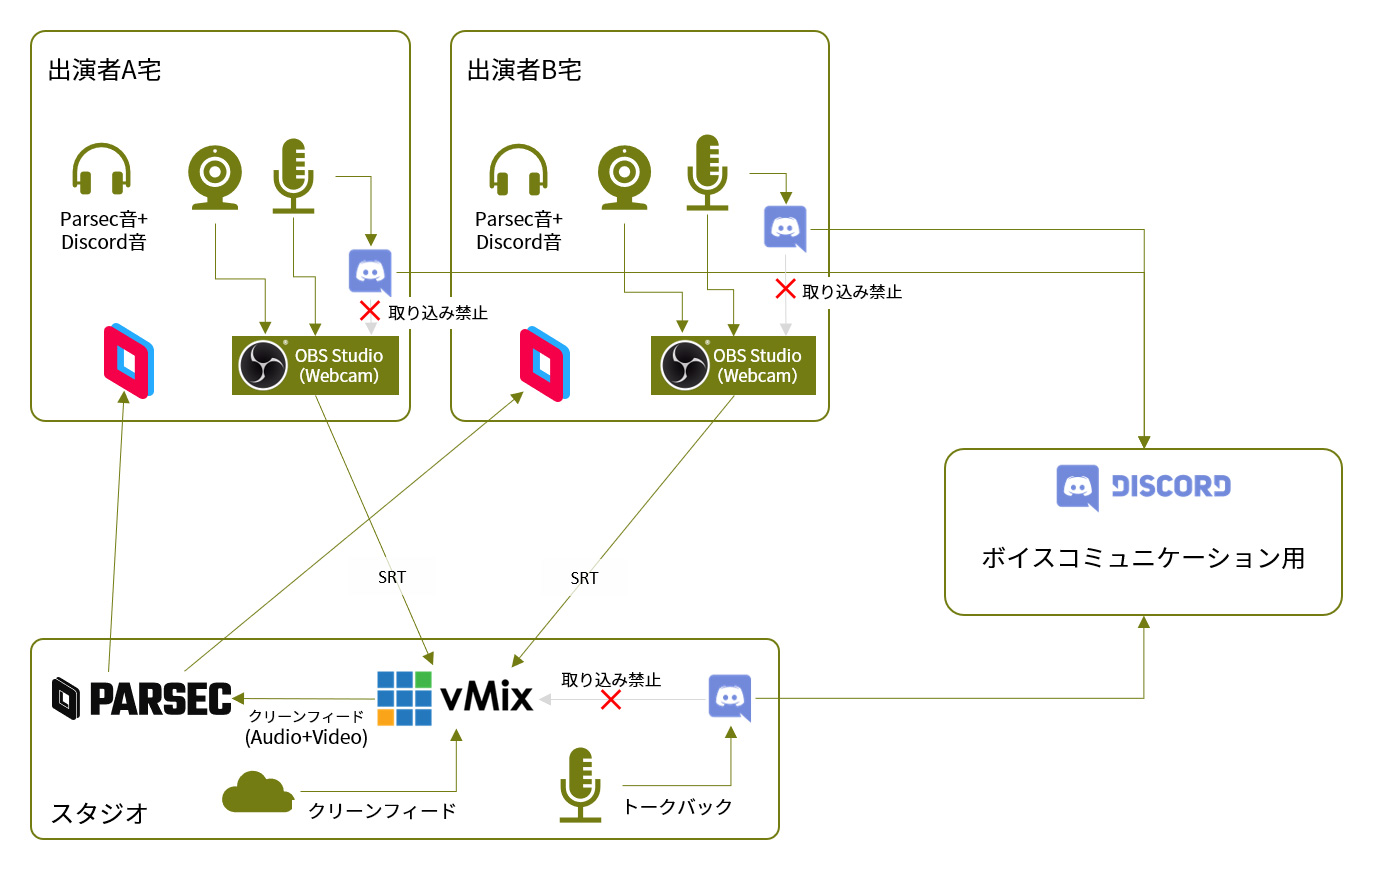 出演者A宅
Parsec音+
Discord音
取り込み禁止
OBS Studio
（Webcam）
出演者B宅
Parsec音+
Discord音
取り込み禁止
OBS Studio
（Webcam）
DISCORD
ボイスコミュニケーション用
SRT
SRT
PARSEC
クリーンフィード
(Audio+Video)
vMix
取り込み禁止
クリーンフィード
トークバック
スタジオ